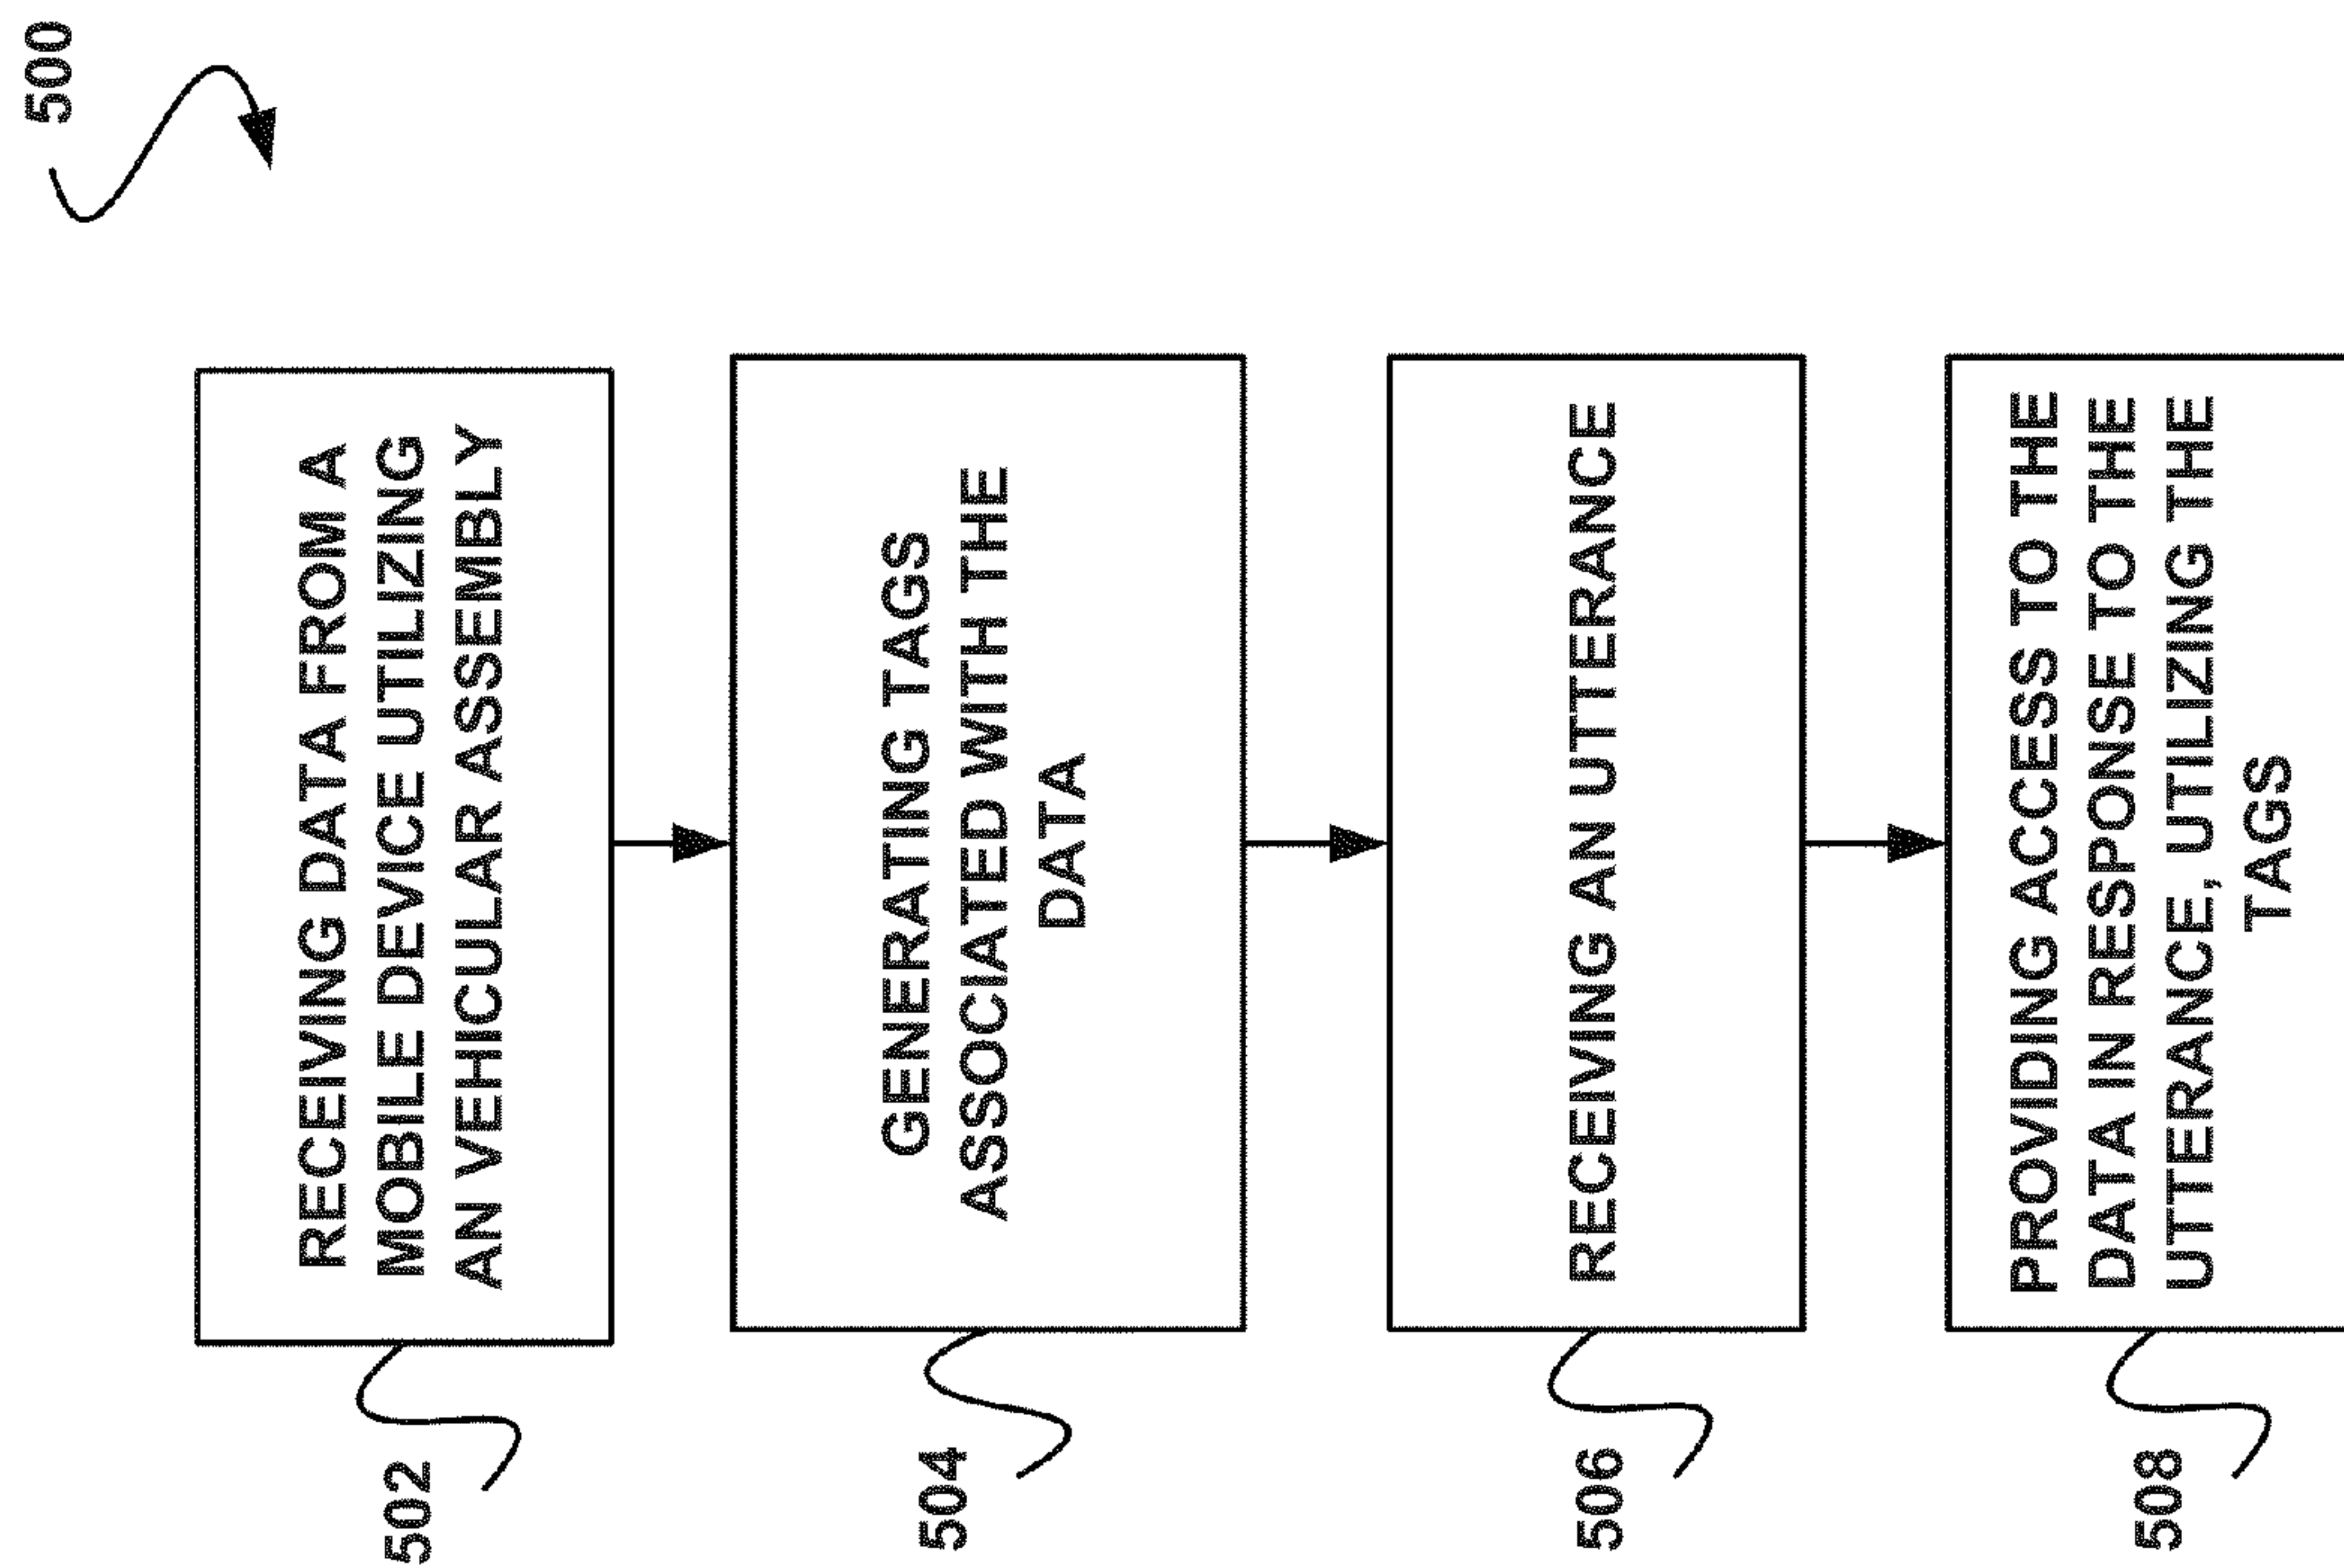 500
502
RECEIVING DATA FROM A
MOBILE DEVICE UTILIZING
AN VEHICULAR ASSEMBLY
504
GENERATING TAGS
ASSOCIATED WITH THE
DATA
506
RECEIVING AN UTTERANCE
508
PROVIDING ACCESS TO THE
DATA IN RESPONSE TO THE
UTTERANCE, UTILIZING THE
TAGS